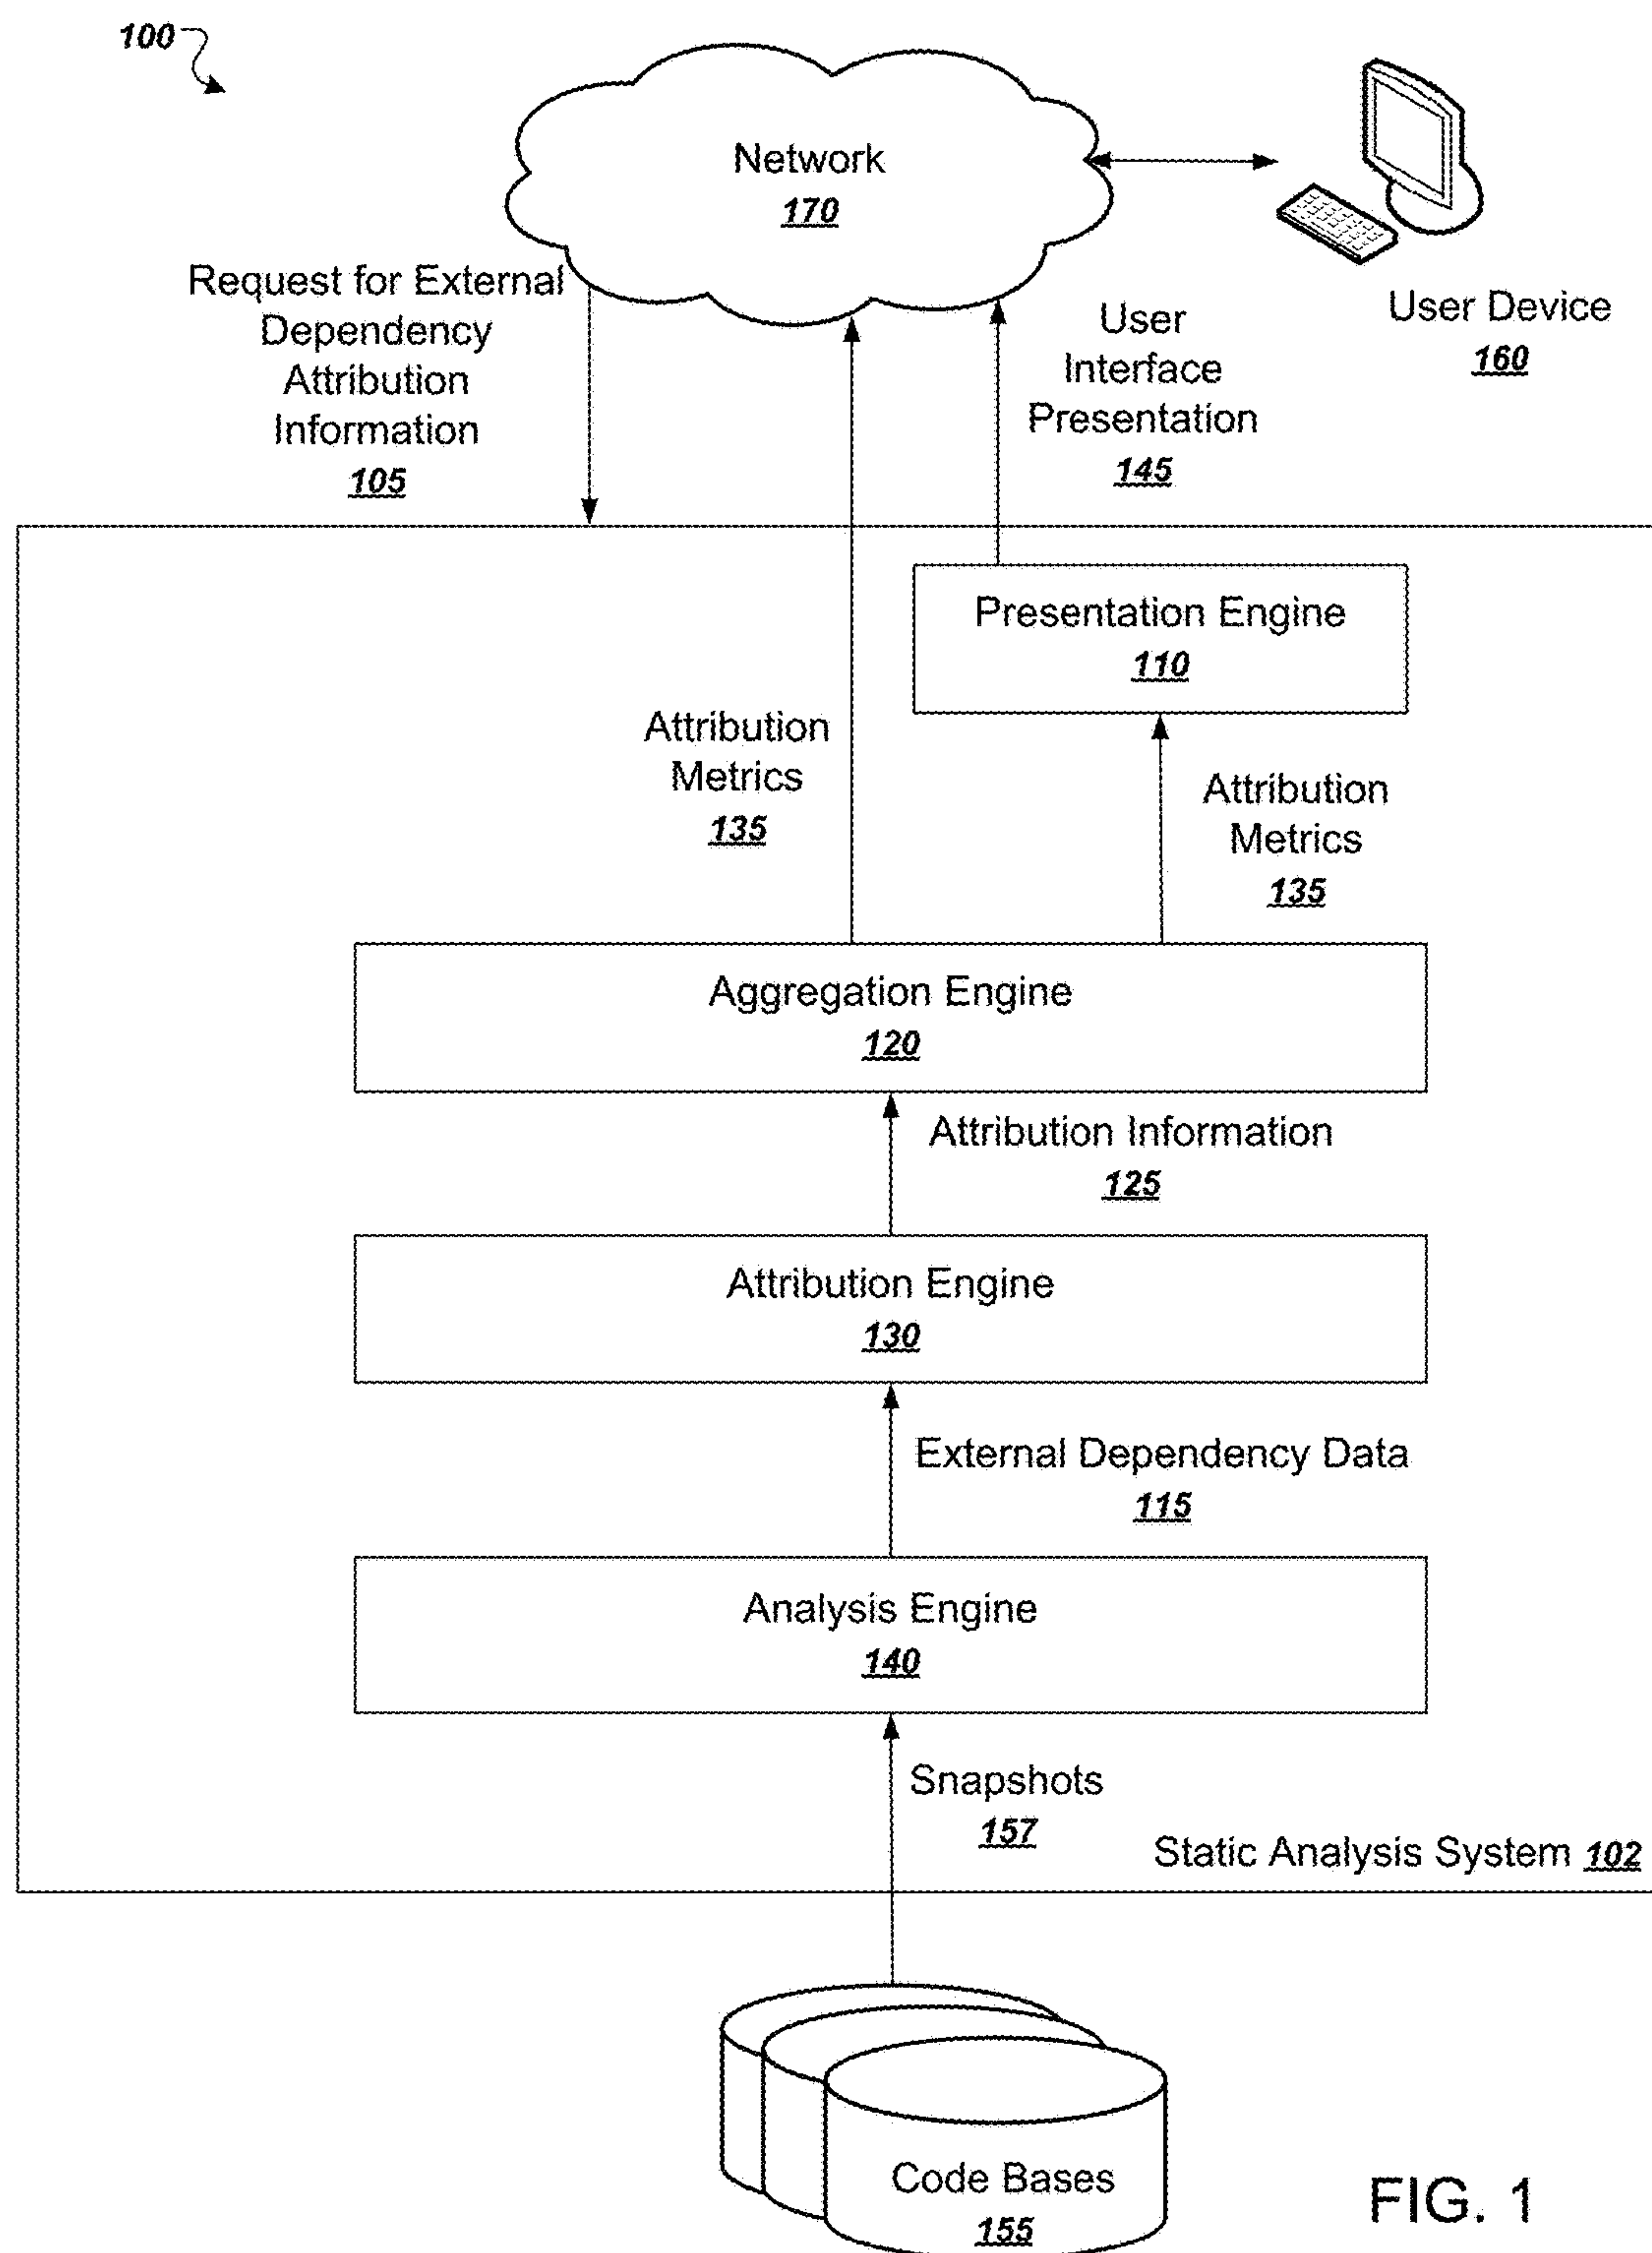 100
Network
170
Request for External
Dependency
Attribution
Information
105
User
Interface
Presentation
145
User Device
160
Presentation Engine
110
Attribution
Metrics
135
Attribution
Metrics
135
Aggregation Engine
120
Attribution Information
125
Attribution Engine
130
External Dependency Data
115
Analysis Engine
140
Snapshots
157
Static Analysis System 102
Code Bases
155
FIG. 1